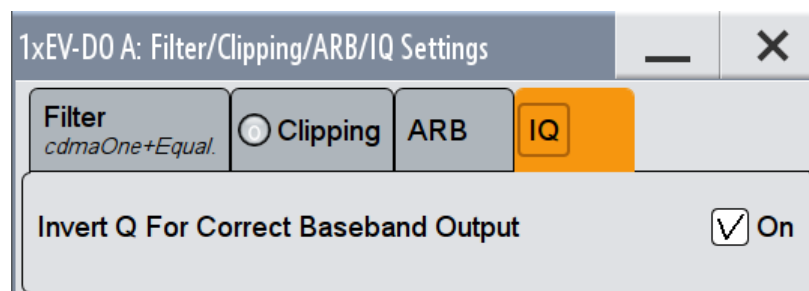 1xEV-DO A: Filter/Clipping/ARB/IQ Settings
Filter
cdmaOne+Equal.
0 Clipping
ARB
IQ
Invert Q For Correct Baseband Output
On